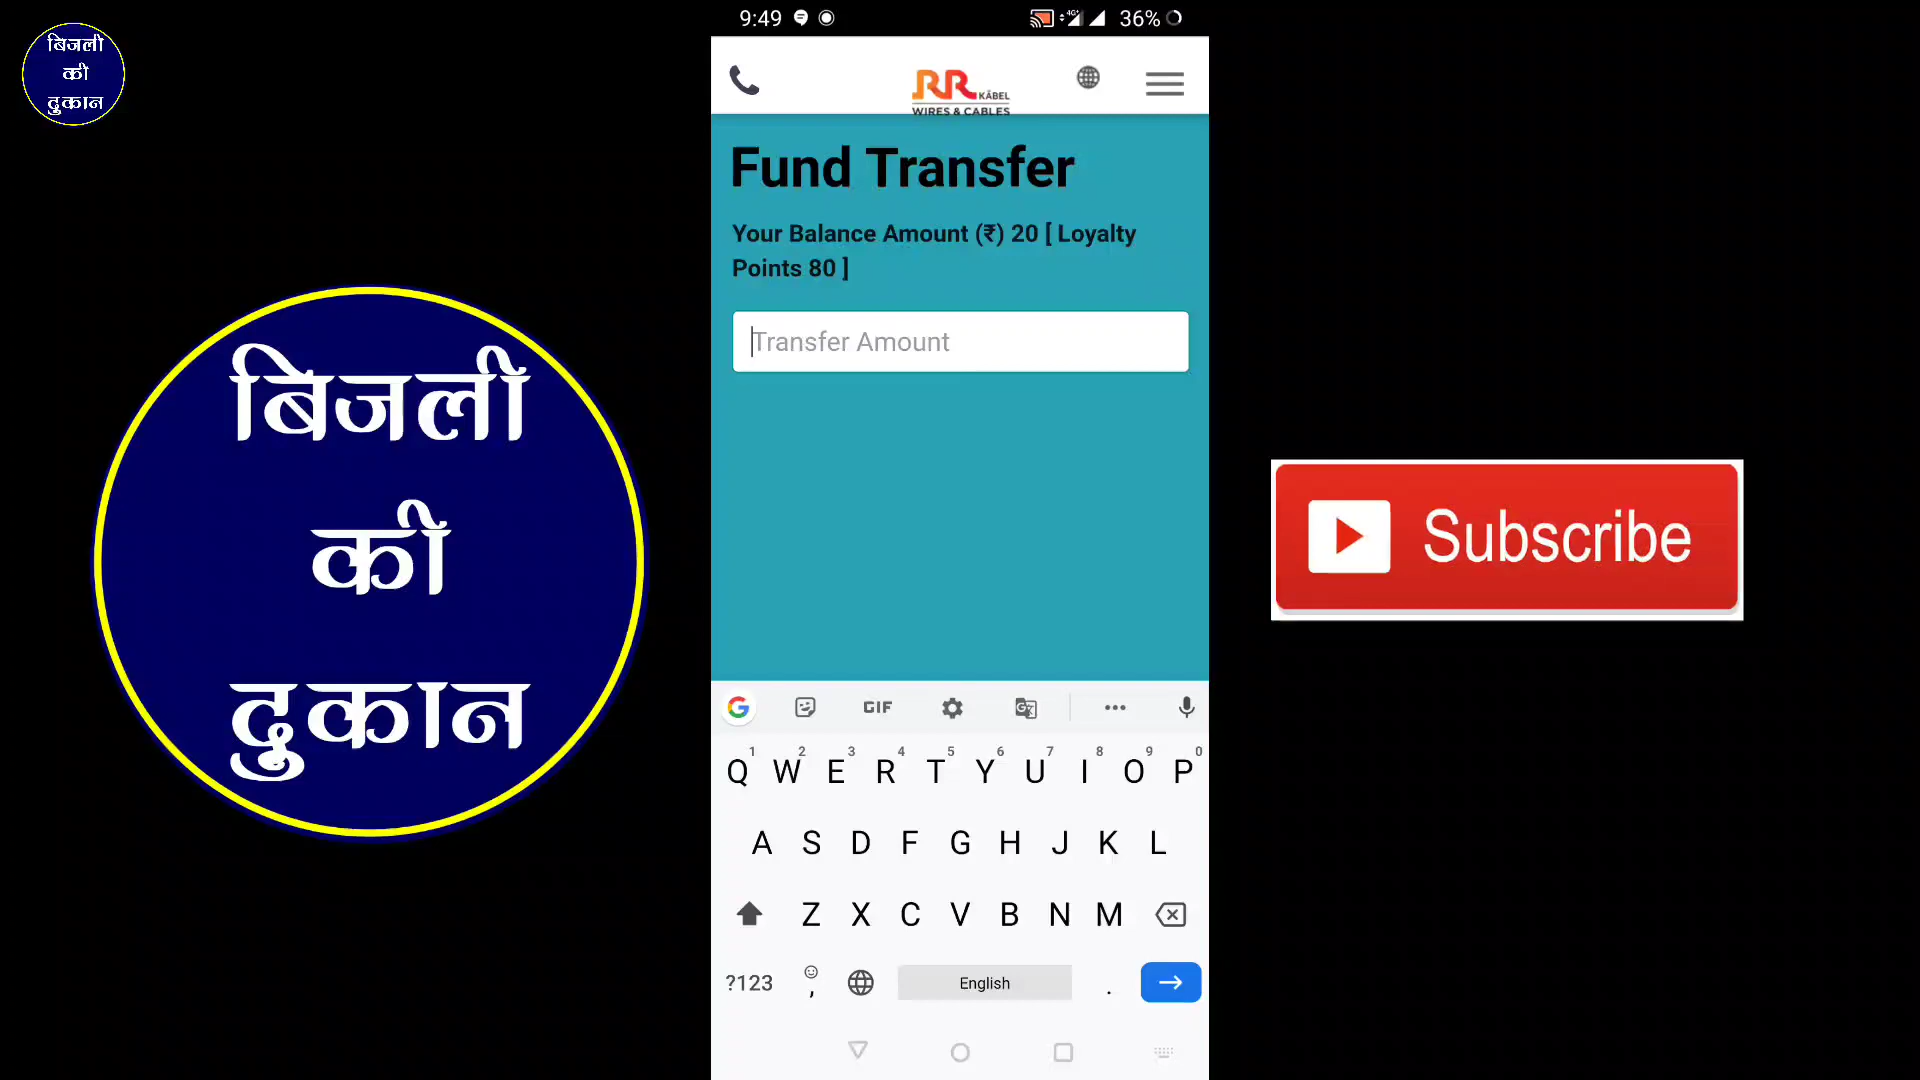 बिजली
की
दुकान
बिजली
की
दुकान
9:49
4G+
36%
RR KABEL
WIRES & CABLES
Fund Transfer
Your Balance Amount (₹) 20 [ Loyalty
Points 80 ]
Transfer Amount
Subscribe
GIF
1 2 3 4 5 6 7 8 9 0
Q W E R T Y U I O P
A S D F G H J K L
Z X C V B N M
?123 , English .